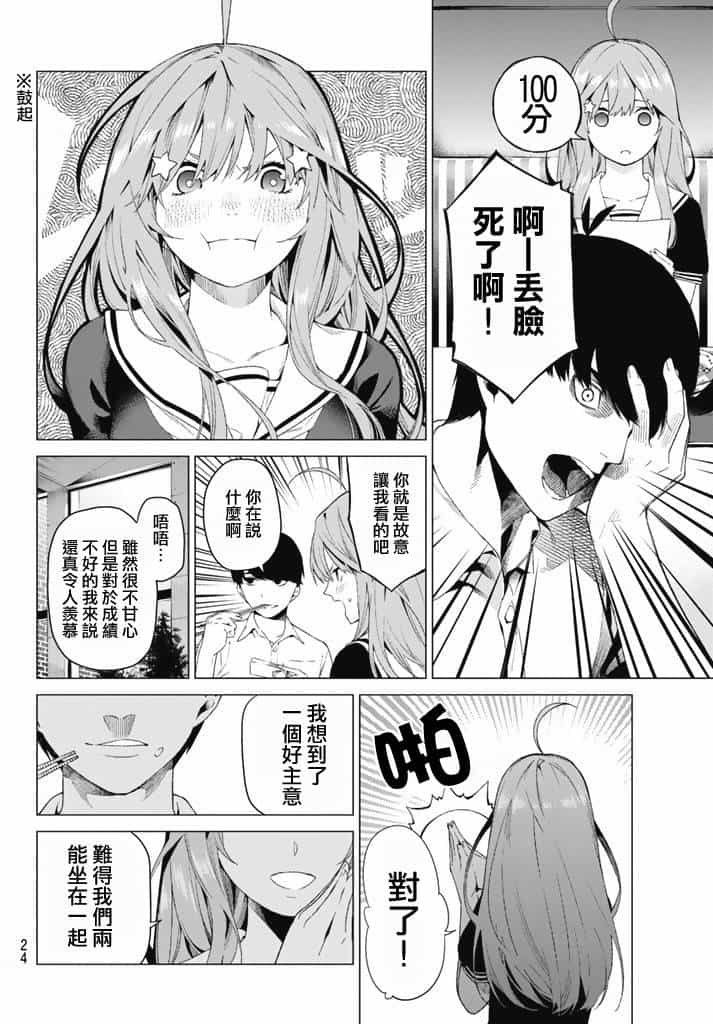 100
分
啊ー丟臉
死了啊！
※鼓起
你就是故意
讓我看的吧
你在說
什麼啊
唔唔…
雖然很不甘心
但是對於成績
不好的我來說
還真令人羨慕
啪
對了！
我想到了
一個好主意
難得我們兩
能坐在一起
24